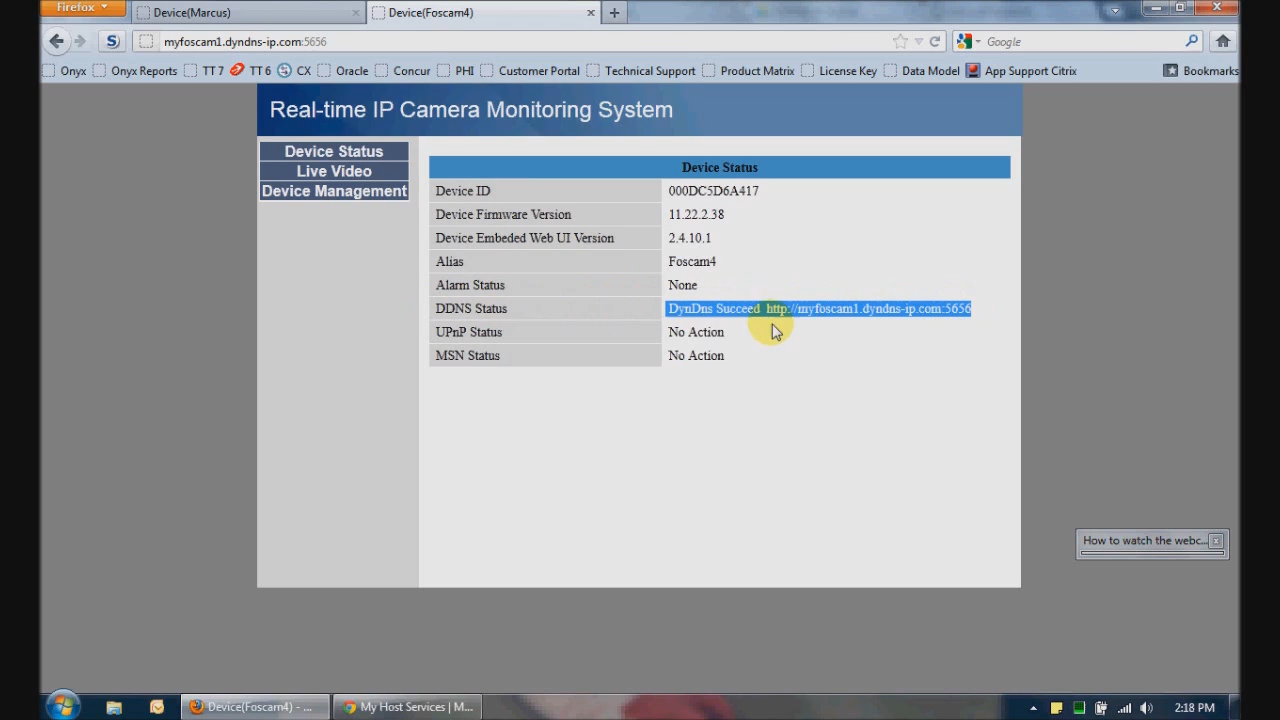 Firefox
Device(Marcus)
Device(Foscam4)
myfoscam1.dyndns-ip.com:5656
Google
Onyx
Onyx Reports
TT 7
TT 6
CX
Oracle
Concur
PHI
Customer Portal
Technical Support
Product Matrix
License Key
Data Model
App Support Citrix
Bookmarks
Real-time IP Camera Monitoring System
Device Status
Live Video
Device Management
Device Status
Device ID 000DC5D6A417
Device Firmware Version 11.22.2.38
Device Embeded Web UI Version 2.4.10.1
Alias Foscam4
Alarm Status None
DDNS Status DynDns Succeed http://myfoscam1.dyndns-ip.com:5656
UPnP Status No Action
MSN Status No Action
How to watch the webc...
Device(Foscam4) - ...
My Host Services | M...
2:18 PM